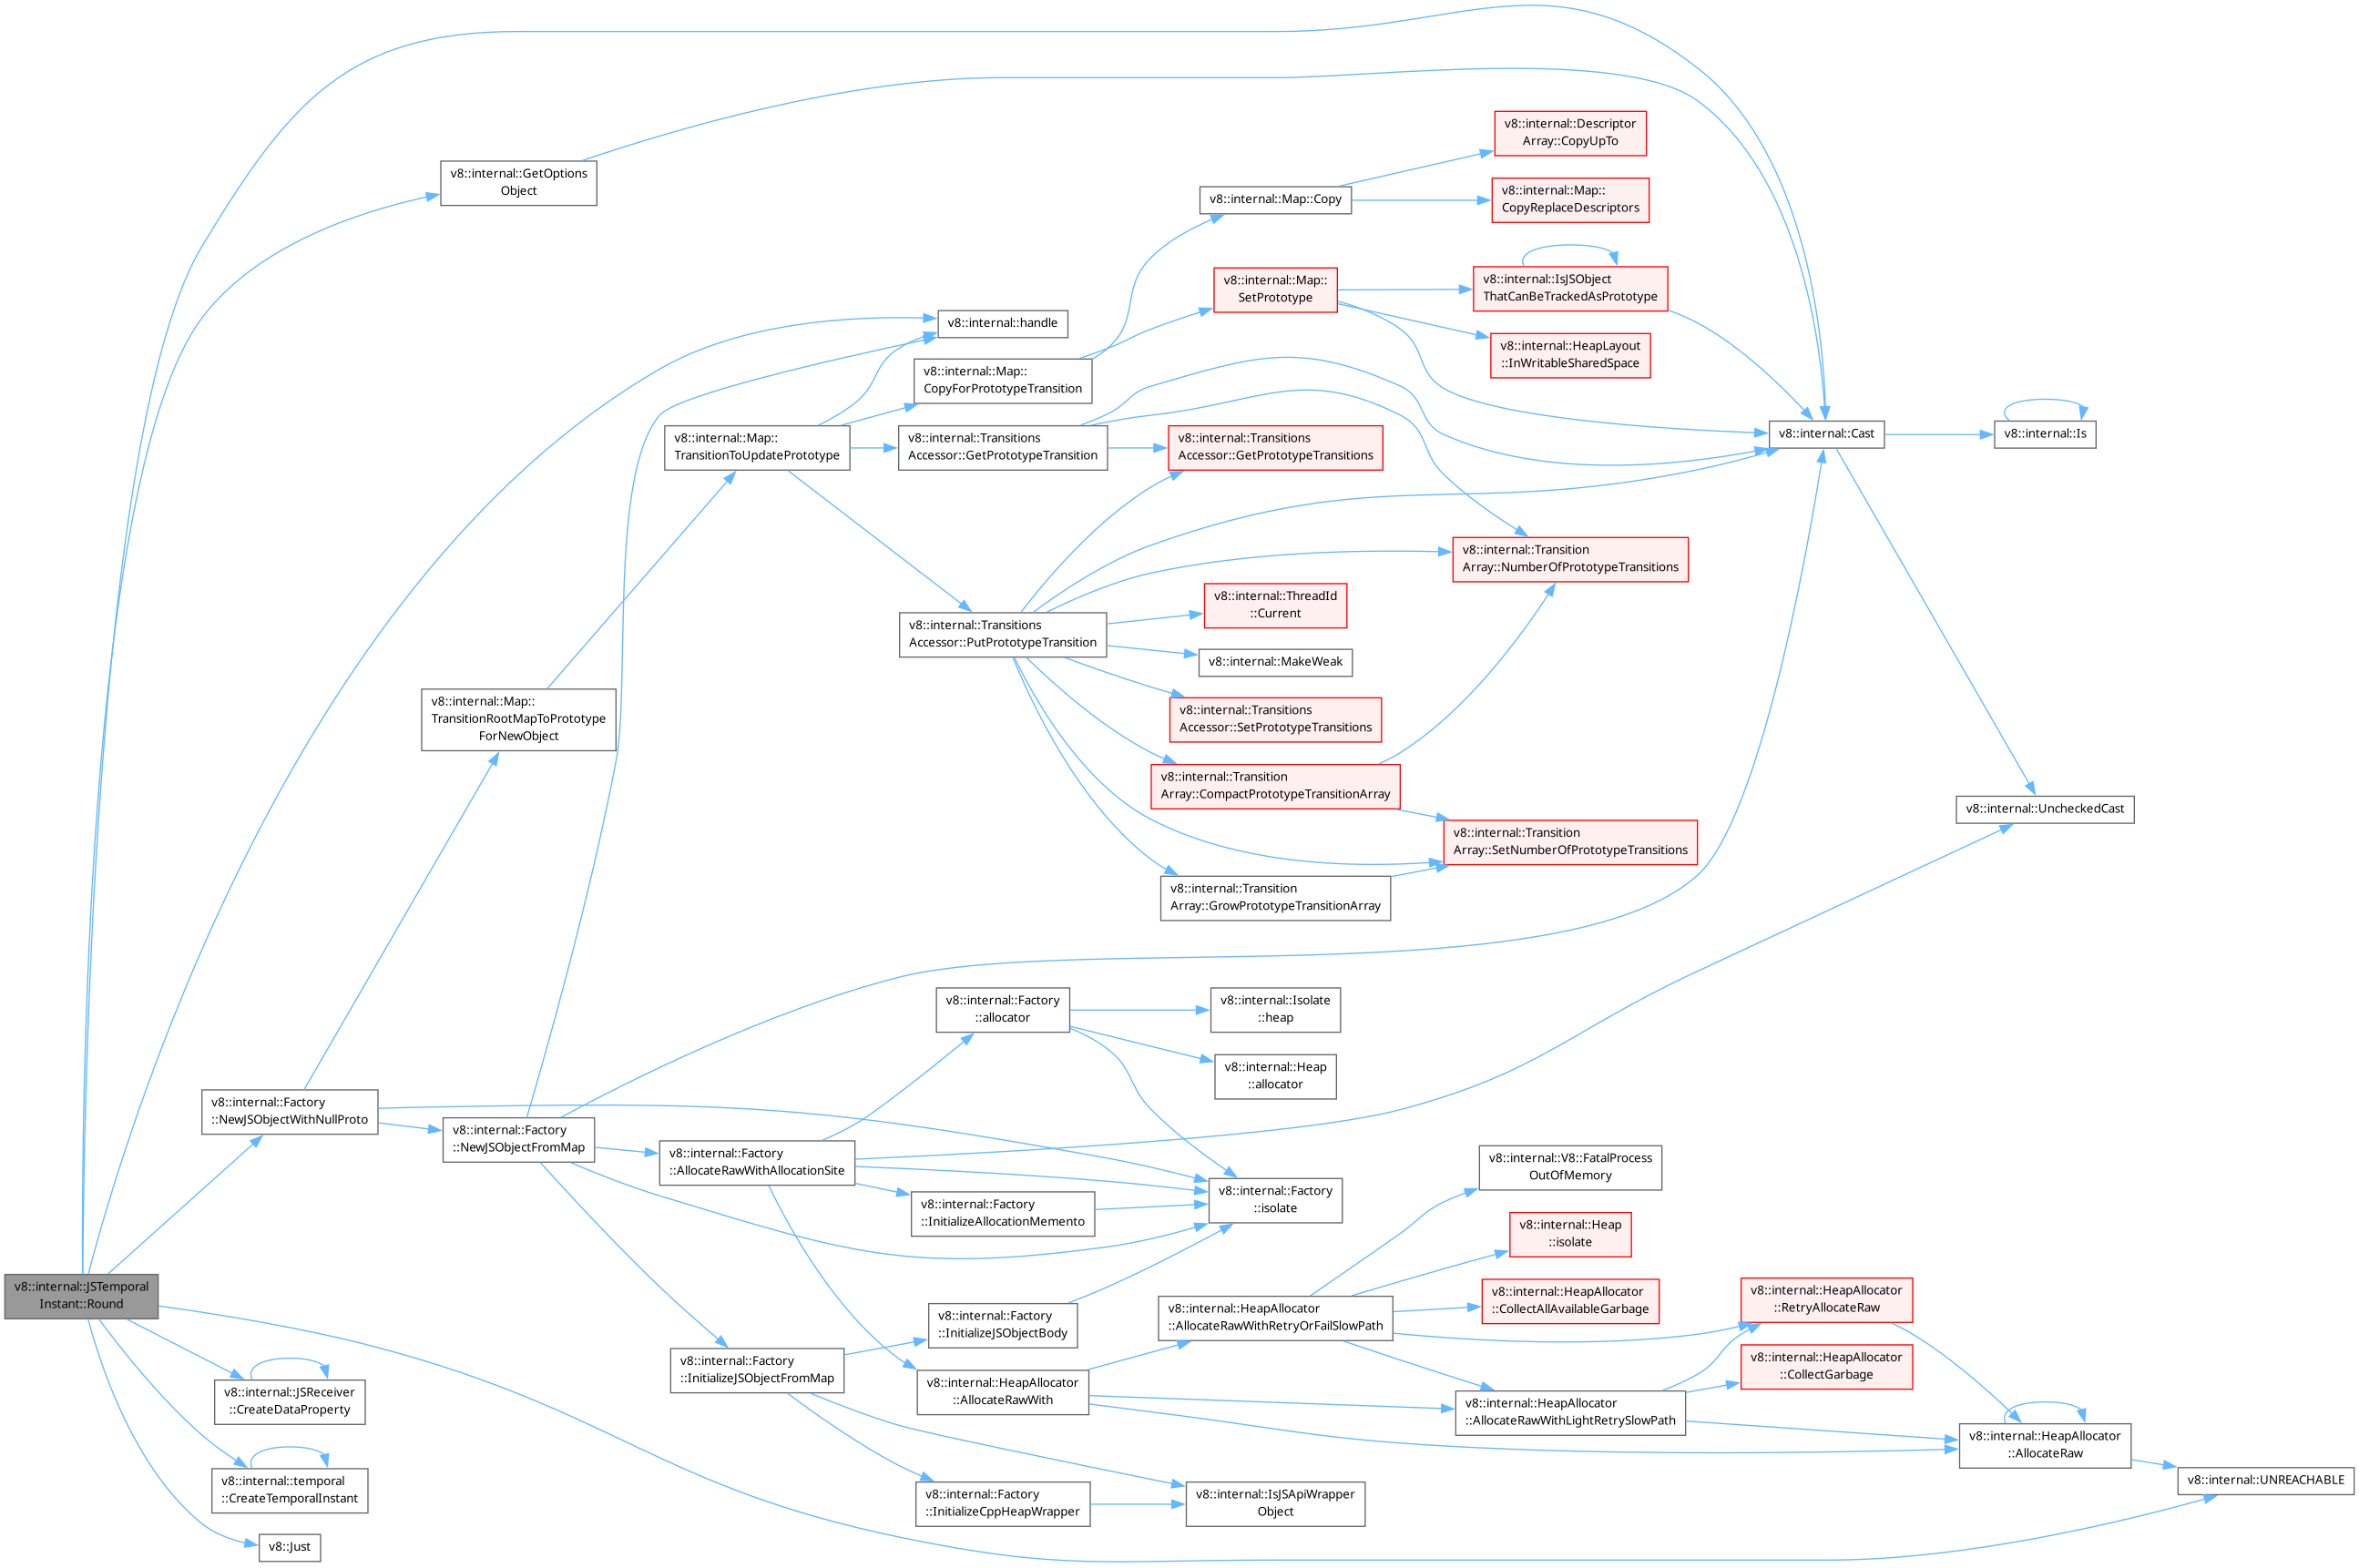 v8::internal::JSTemporal
Instant::Round
v8::internal::GetOptions
Object
v8::internal::Factory
::NewJSObjectWithNullProto
v8::internal::JSReceiver
::CreateDataProperty
v8::internal::temporal
::CreateTemporalInstant
v8::Just
v8::internal::Map::
TransitionRootMapToPrototype
ForNewObject
v8::internal::Factory
::NewJSObjectFromMap
v8::internal::Map::
TransitionToUpdatePrototype
v8::internal::Factory
::AllocateRawWithAllocationSite
v8::internal::Factory
::InitializeJSObjectFromMap
v8::internal::handle
v8::internal::Map::
CopyForPrototypeTransition
v8::internal::Transitions
Accessor::GetPrototypeTransition
v8::internal::Transitions
Accessor::PutPrototypeTransition
v8::internal::Factory
::allocator
v8::internal::Factory
::InitializeAllocationMemento
v8::internal::Factory
::InitializeJSObjectBody
v8::internal::HeapAllocator
::AllocateRawWith
v8::internal::Factory
::InitializeCppHeapWrapper
v8::internal::Map::Copy
v8::internal::Map::
SetPrototype
v8::internal::Transitions
Accessor::GetPrototypeTransitions
v8::internal::ThreadId
::Current
v8::internal::MakeWeak
v8::internal::Transitions
Accessor::SetPrototypeTransitions
v8::internal::Transition
Array::CompactPrototypeTransitionArray
v8::internal::Transition
Array::GrowPrototypeTransitionArray
v8::internal::Isolate
::heap
v8::internal::Heap
::allocator
v8::internal::Factory
::isolate
v8::internal::HeapAllocator
::AllocateRawWithRetryOrFailSlowPath
v8::internal::IsJSApiWrapper
Object
v8::internal::Descriptor
Array::CopyUpTo
v8::internal::Map::
CopyReplaceDescriptors
v8::internal::IsJSObject
ThatCanBeTrackedAsPrototype
v8::internal::HeapLayout
::InWritableSharedSpace
v8::internal::Transition
Array::NumberOfPrototypeTransitions
v8::internal::Transition
Array::SetNumberOfPrototypeTransitions
v8::internal::V8::FatalProcess
OutOfMemory
v8::internal::Heap
::isolate
v8::internal::HeapAllocator
::CollectAllAvailableGarbage
v8::internal::HeapAllocator
::AllocateRawWithLightRetrySlowPath
v8::internal::Cast
v8::internal::HeapAllocator
::RetryAllocateRaw
v8::internal::HeapAllocator
::CollectGarbage
v8::internal::Is
v8::internal::UncheckedCast
v8::internal::HeapAllocator
::AllocateRaw
v8::internal::UNREACHABLE